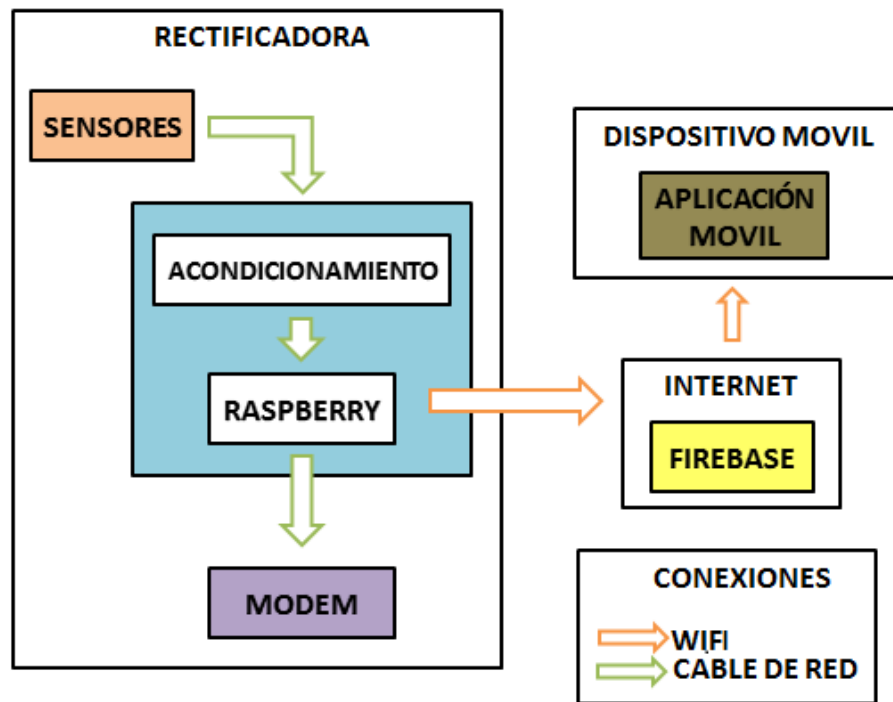 RECTIFICADORA
SENSORES
ACONDICIONAMIENTO
RASPBERRY
MODEM
DISPOSITIVO MOVIL
APLICACIÓN
MOVIL
INTERNET
FIREBASE
CONEXIONES
WIFI
CABLE DE RED